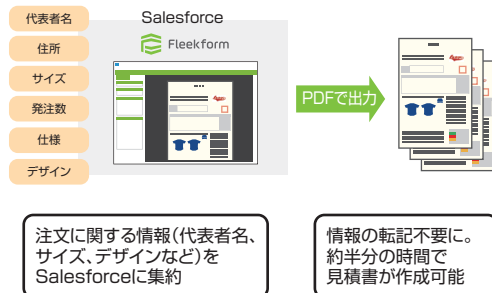 代表者名
住所
サイズ
発注数
仕様
デザイン
Salesforce
Fleekform
PDFで出力
注文に関する情報(代表者名、
サイズ、デザインなど)を
Salesforceに集約
情報の転記不要に。
約半分の時間で
見積書が作成可能